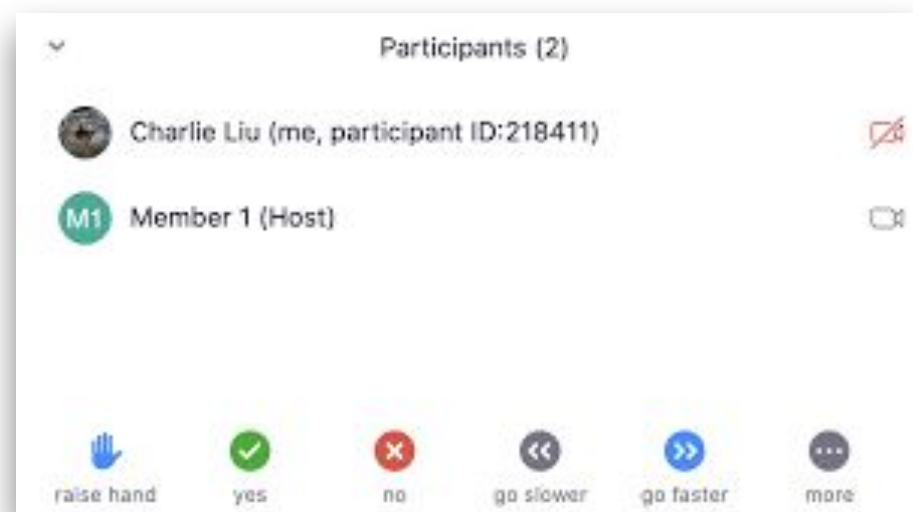 Participants (2)
Charlie Liu (me, participant ID:218411)
M1 Member 1 (Host)
raise hand yes no go slower go faster more